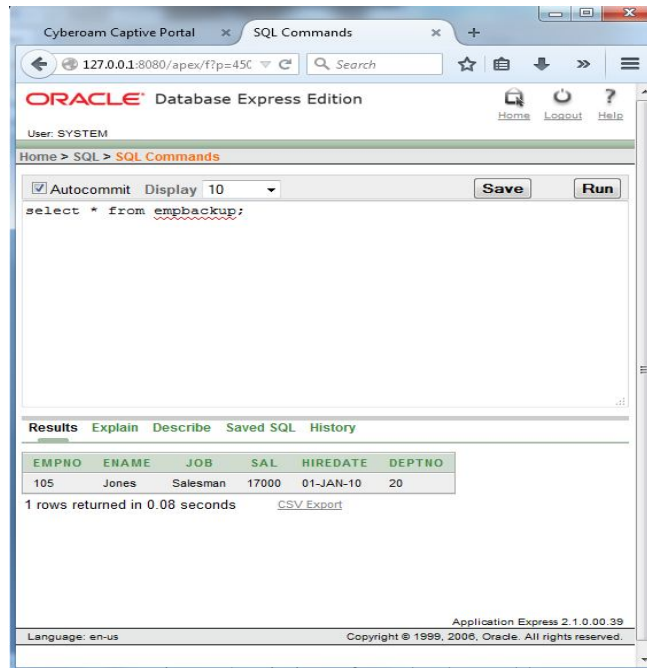 Cyberoam Captive Portal × SQL Commands × +
127.0.0.1:8080/apex/f?p=450 Search
ORACLE Database Express Edition
Home Logout Help
User: SYSTEM
Home > SQL > SQL Commands
Autocommit Display 10 Save Run
select * from empbackup;
Results Explain Describe Saved SQL History
EMPNO ENAME JOB SAL HIREDATE DEPTNO
105 Jones Salesman 17000 01-JAN-10 20
1 rows returned in 0.08 seconds CSV Export
Application Express 2.1.0.00.39
Language: en-us Copyright © 1999, 2006, Oracle. All rights reserved.